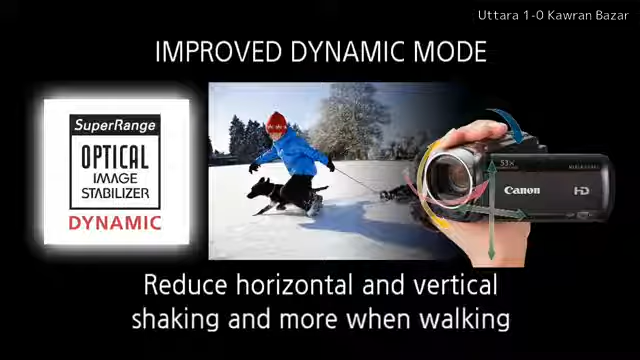 Uttara 1-0 Kawran Bazar
IMPROVED DYNAMIC MODE
SuperRange
OPTICAL
IMAGE
STABILIZER
DYNAMIC
53x
Canon
HD
Reduce horizontal and vertical
shaking and more when walking